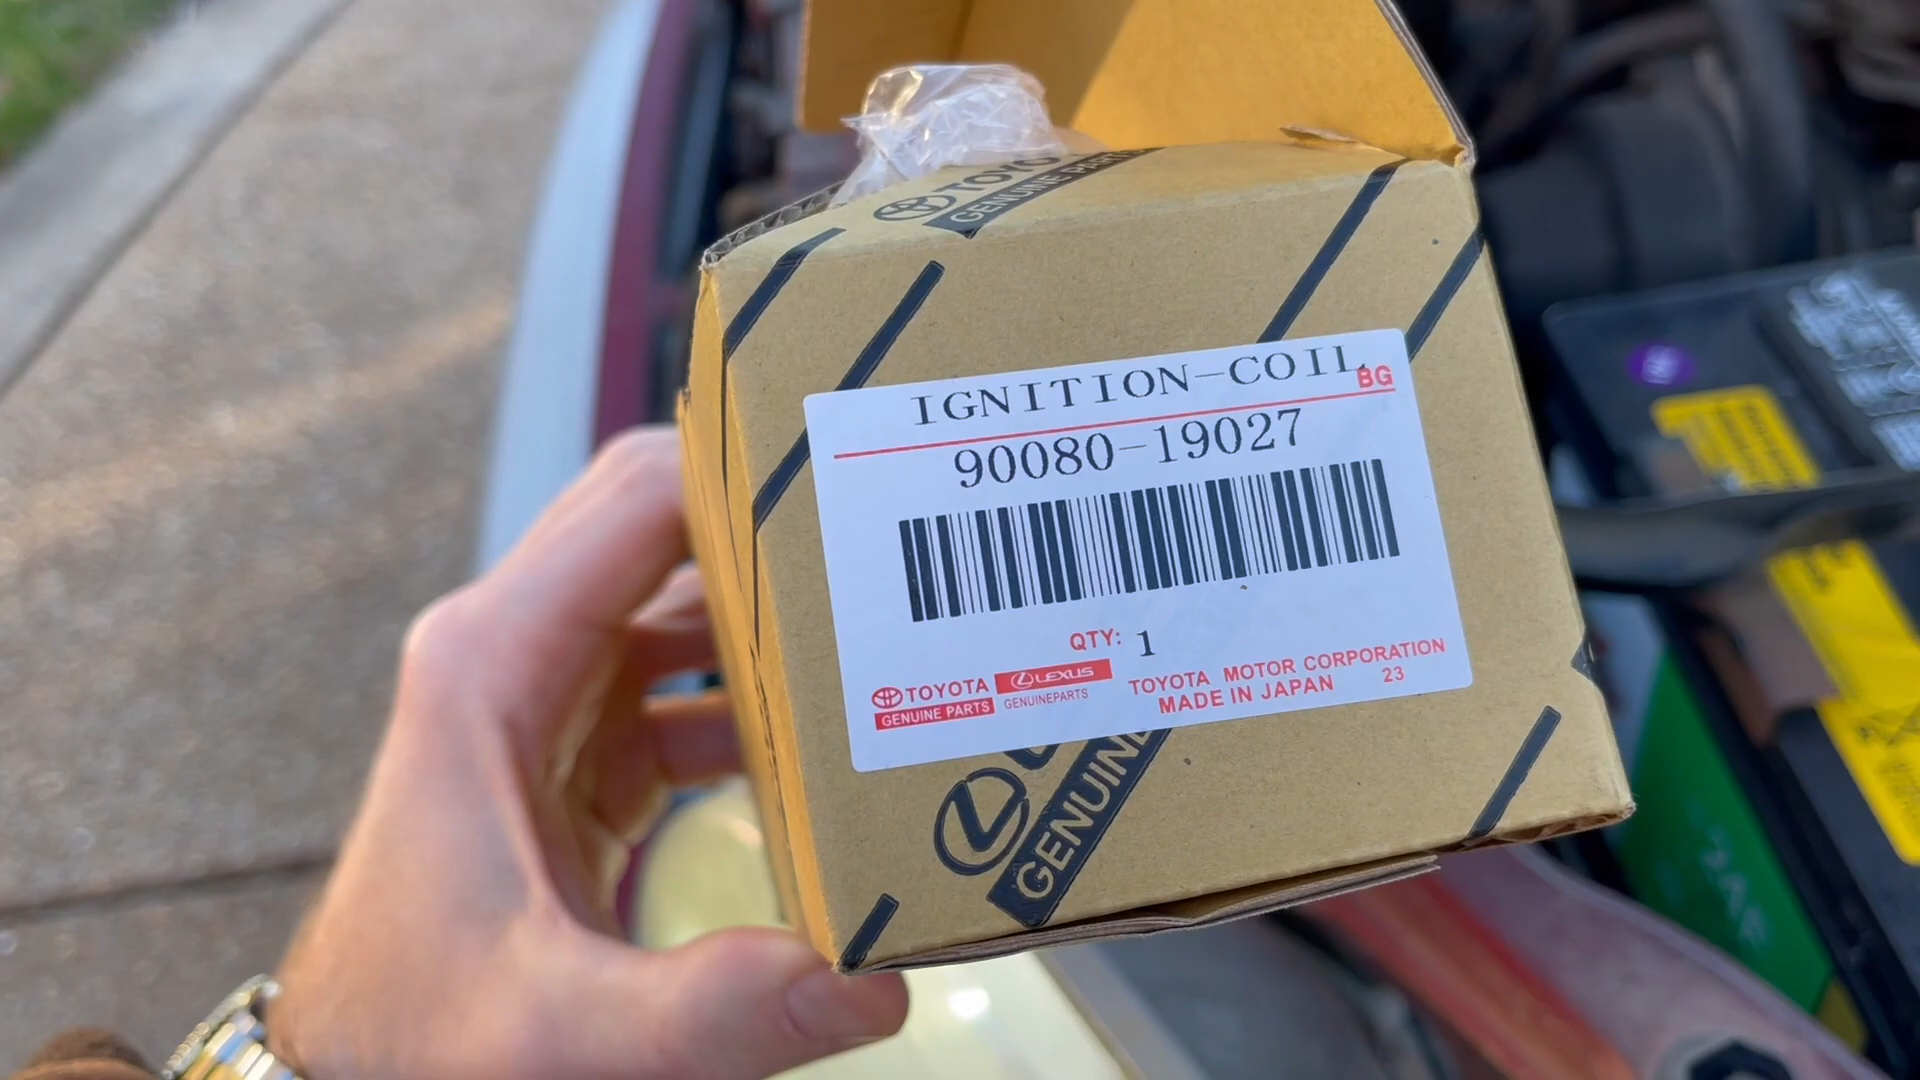 TOYO
GENUINE PARTS
IGNITION-COIL
BG
90080-19027
QTY: 1
TOYOTA
GENUINE PARTS
LEXUS
GENUINEPARTS
TOYOTA MOTOR CORPORATION
MADE IN JAPAN 23
GENUINE